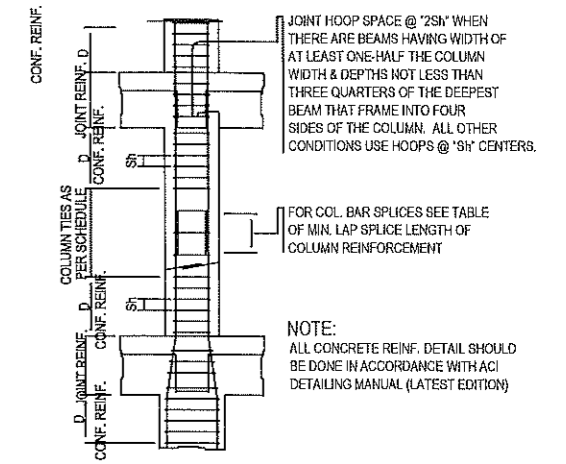 CONF. REINF.
D
JOINT REINF.
D
CONF. REINF.
Sh
COLUMN TIES AS
PER SCHEDULE
Sh
D
CONF. REINF.
JOINT REINF.
D
CONF. REINF.
JOINT HOOP SPACE @ "2Sh" WHEN
THERE ARE BEAMS HAVING WIDTH OF
AT LEAST ONE-HALF THE COLUMN
WIDTH & DEPTHS NOT LESS THAN
THREE QUARTERS OF THE DEEPEST
BEAM THAT FRAME INTO FOUR
SIDES OF THE COLUMN. ALL OTHER
CONDITIONS USE HOOPS @ "Sh" CENTERS.
FOR COL. BAR SPLICES SEE TABLE
OF MIN. LAP SPLICE LENGTH OF
COLUMN REINFORCEMENT
NOTE:
ALL CONCRETE REINF. DETAIL SHOULD
BE DONE IN ACCORDANCE WITH ACI
DETAILING MANUAL (LATEST EDITION)